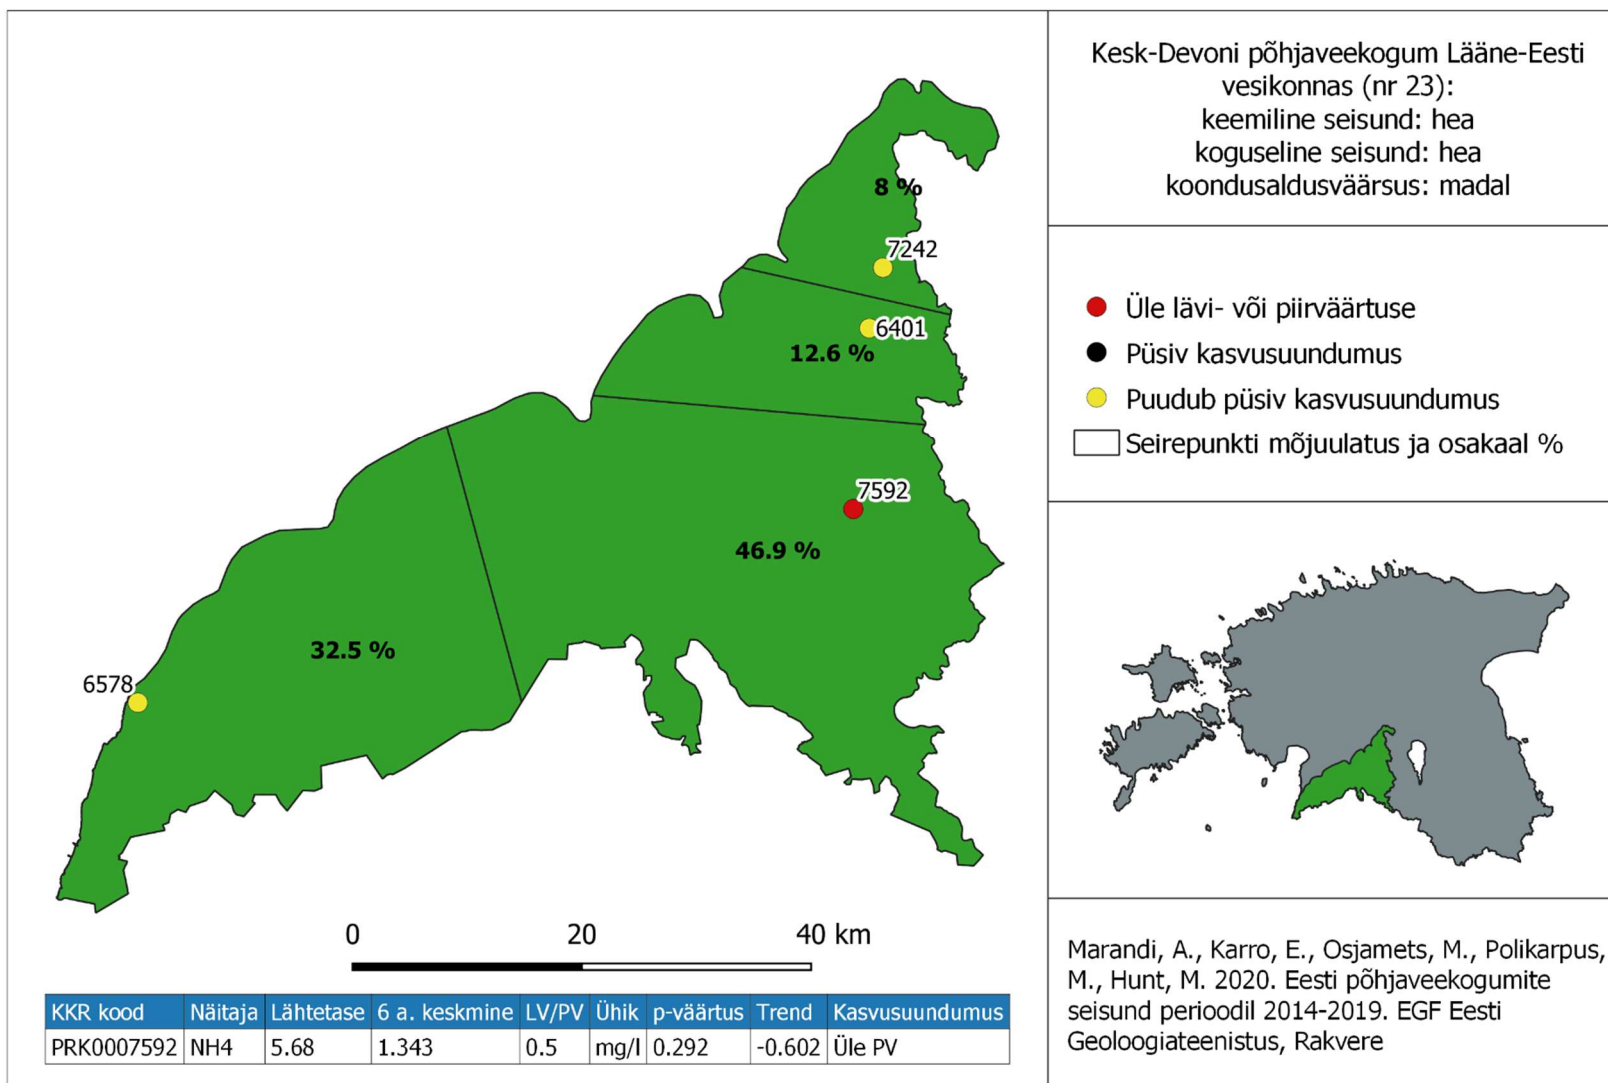 Kesk-Devoni põhjaveekogum Lääne-Eesti
vesikonnas (nr 23):
keemiline seisund: hea
koguseline seisund: hea
koondusaldusväärsus: madal
8 %
7242
6401
12.6 %
7592
46.9 %
32.5 %
6578
Üle lävi- või piirväärtuse
Püsiv kasvusuundumus
Puudub püsiv kasvusuundumus
Seirepunkti mõjuulatus ja osakaal %
0 20 40 km
KKR kood Näitaja Lähtetase 6 a. keskmine LV/PV Ühik p-väärtus Trend Kasvusuundumus
PRK0007592 NH4 5.68 1.343 0.5 mg/l 0.292 -0.602 Üle PV
Marandi, A., Karro, E., Osjamets, M., Polikarpus,
M., Hunt, M. 2020. Eesti põhjaveekogumite
seisund perioodil 2014-2019. EGF Eesti
Geoloogiateenistus, Rakvere